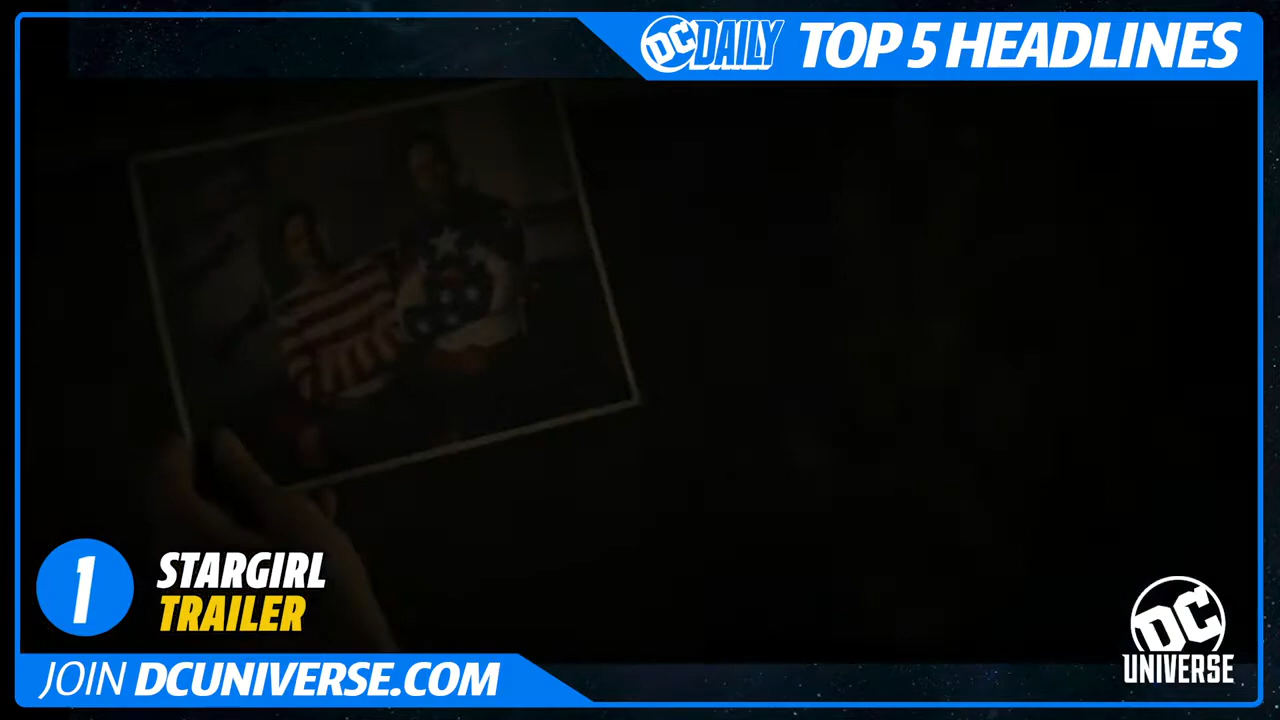 DC DAILY TOP 5 HEADLINES
1
STARGIRL
TRAILER
DC
UNIVERSE
JOIN DCUNIVERSE.COM